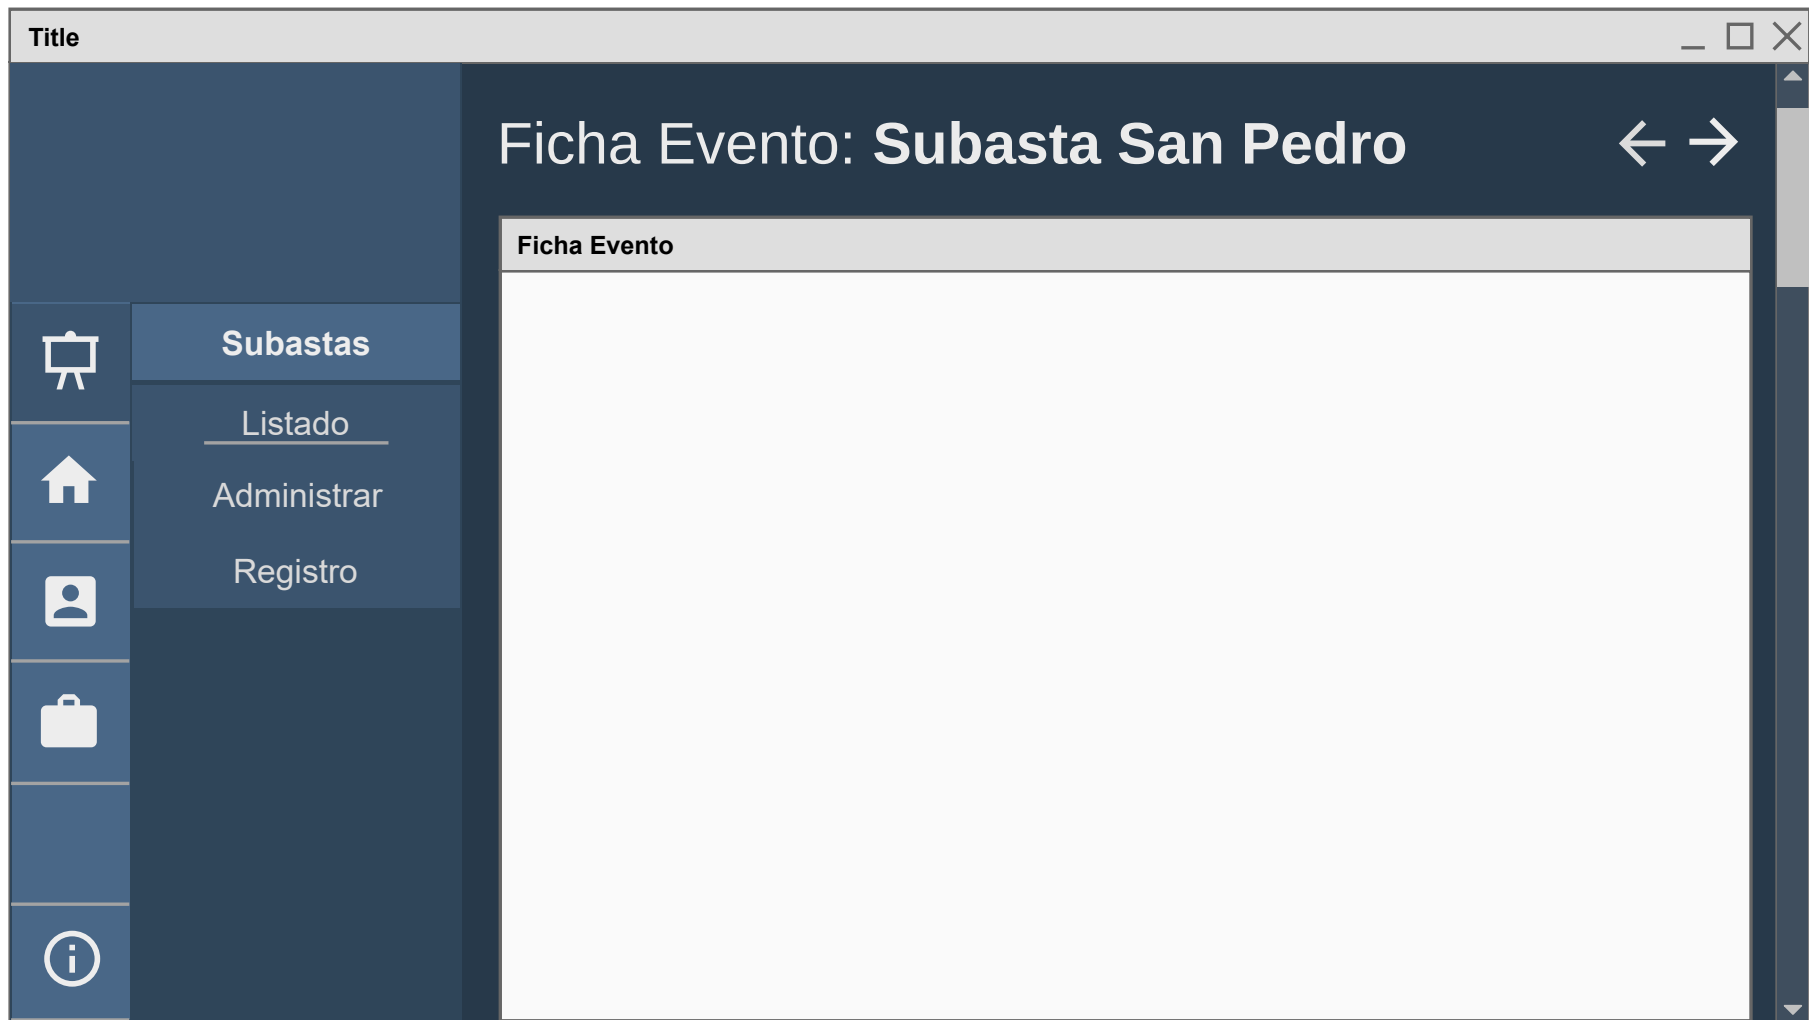 Title
Ficha Evento: Subasta San Pedro
Ficha Evento
Subastas
Listado
Administrar
Registro